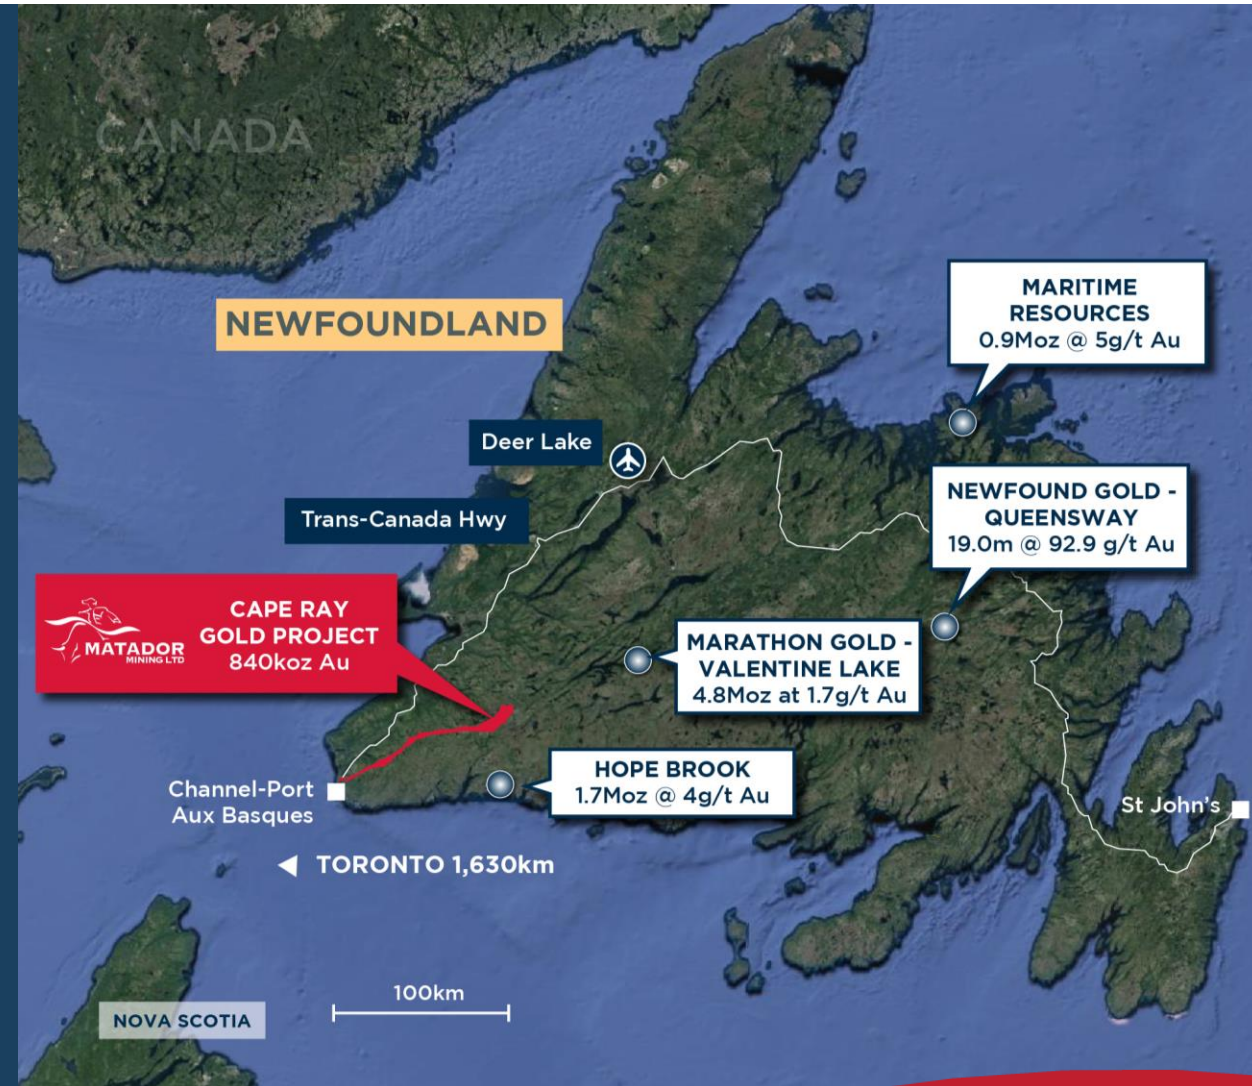 CANADA
NEWFOUNDLAND
MARITIME
RESOURCES
0.9Moz @ 5g/t Au
Deer Lake
NEWFOUND GOLD -
QUEENSWAY
19.0m @ 92.9 g/t Au
Trans-Canada Hwy
MATADOR
MINING LTD
CAPE RAY
GOLD PROJECT
840koz Au
MARATHON GOLD -
VALENTINE LAKE
4.8Moz at 1.7g/t Au
HOPE BROOK
1.7Moz @ 4g/t Au
Channel-Port
Aux Basques
St John's
TORONTO 1,630km
100km
NOVA SCOTIA